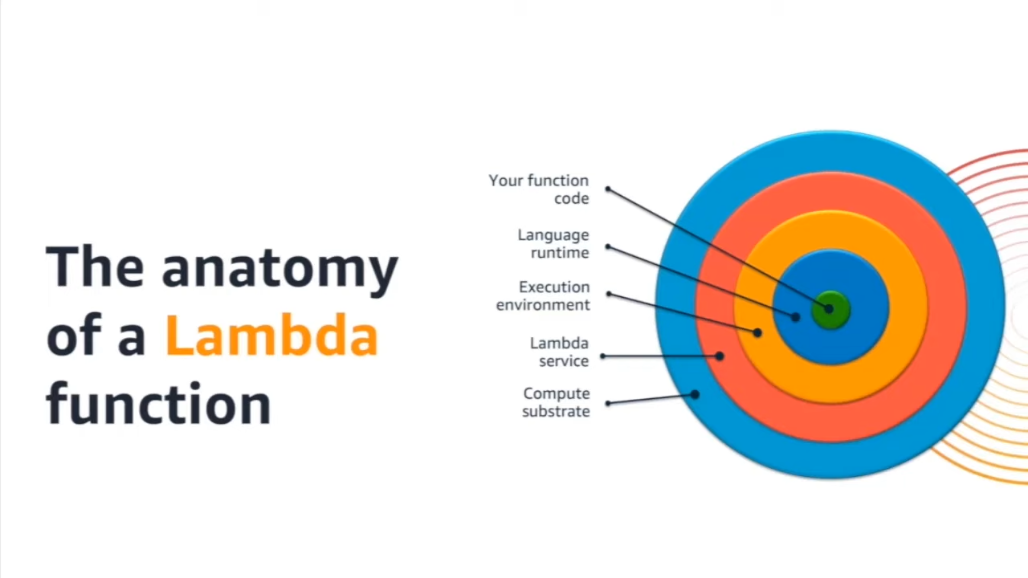 The anatomy
of a Lambda
function
Your function
code
Language
runtime
Execution
environment
Lambda
service
Compute
substrate